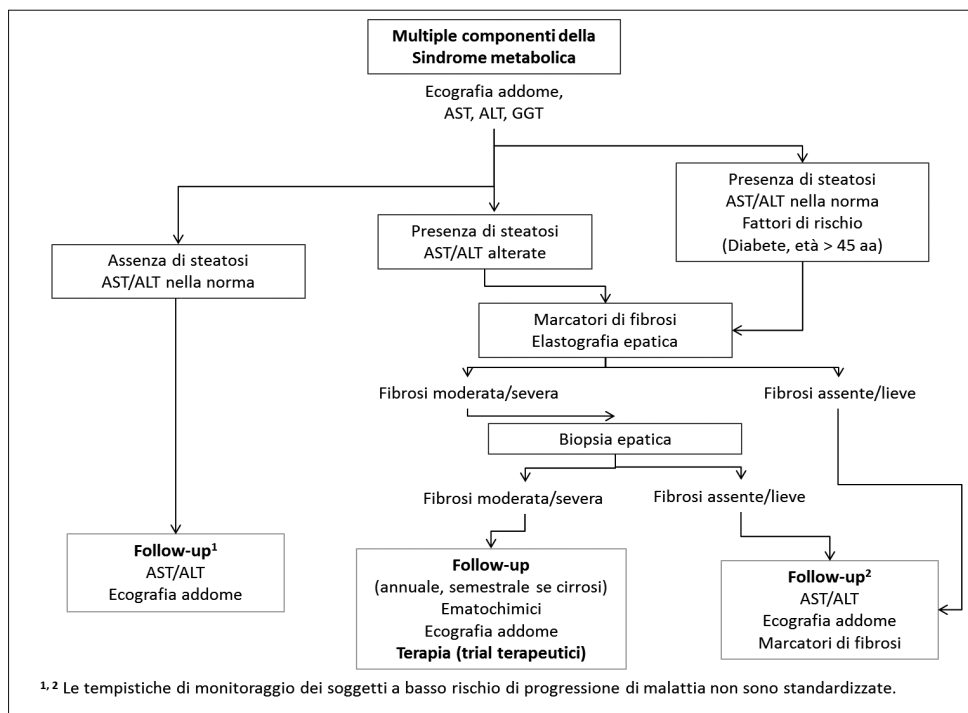 Multiple componenti della
Sindrome metabolica
Ecografia addome,
AST, ALT, GGT
Presenza di steatosi
AST/ALT nella norma
Fattori di rischio
(Diabete, età > 45 aa)
Presenza di steatosi
AST/ALT alterate
Assenza di steatosi
AST/ALT nella norma
Marcatori di fibrosi
Elastografia epatica
Fibrosi moderata/severa
Fibrosi assente/lieve
Biopsia epatica
Fibrosi moderata/severa
Fibrosi assente/lieve
Follow-up¹
AST/ALT
Ecografia addome
Follow-up
(annuale, semestrale se cirrosi)
Ematochimici
Ecografia addome
Terapia (trial terapeutici)
Follow-up²
AST/ALT
Ecografia addome
Marcatori di fibrosi
¹, ² Le tempistiche di monitoraggio dei soggetti a basso rischio di progressione di malattia non sono standardizzate.